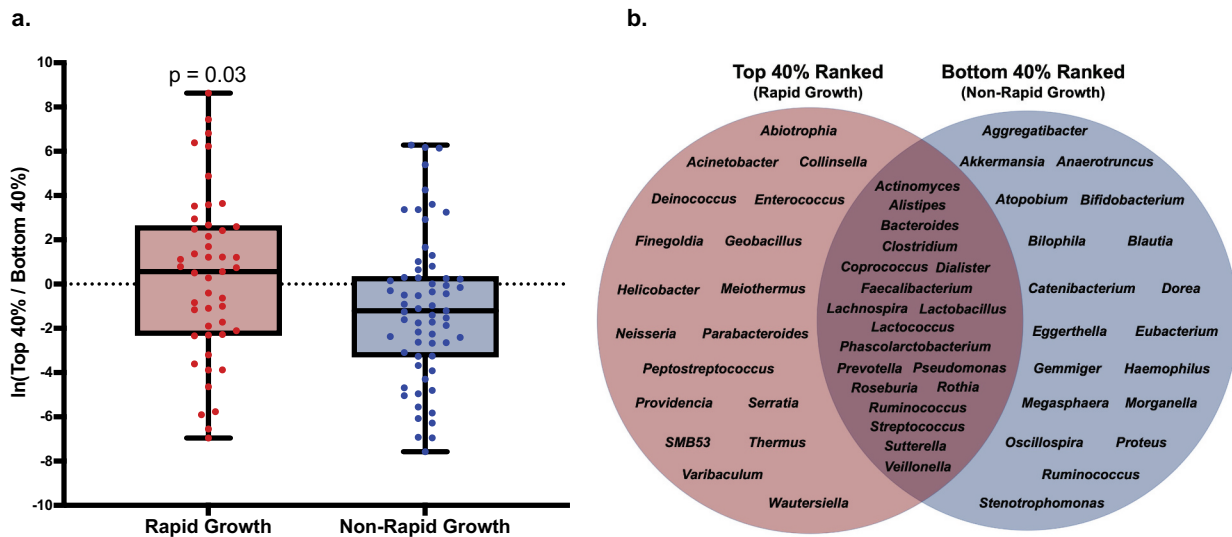 a.
ln(Top 40% / Bottom 40%)
10
8
6
4
2
0
-2
-4
-6
-8
-10
p = 0.03
Rapid Growth
Non-Rapid Growth
b.
Top 40% Ranked
(Rapid Growth)
Bottom 40% Ranked
(Non-Rapid Growth)
Abiotrophia
Acinetobacter Collinsella
Deinococcus Enterococcus
Finegoldia Geobacillus
Helicobacter Meiothermus
Neisseria Parabacteroides
Peptostreptococcus
Providencia Serratia
SMB53 Thermus
Varibaculum
Wautersiella
Actinomyces
Alistipes
Bacteroides
Clostridium
Coprococcus Dialister
Faecalibacterium
Lachnospira Lactobacillus
Lactococcus
Phascolarctobacterium
Prevotella Pseudomonas
Roseburia Rothia
Ruminococcus
Streptococcus
Sutterella
Veillonella
Aggregatibacter
Akkermansia Anaerotruncus
Atopobium Bifidobacterium
Bilophila Blautia
Catenibacterium Dorea
Eggerthella Eubacterium
Gemmiger Haemophilus
Megasphaera Morganella
Oscillospira Proteus
Ruminococcus
Stenotrophomonas